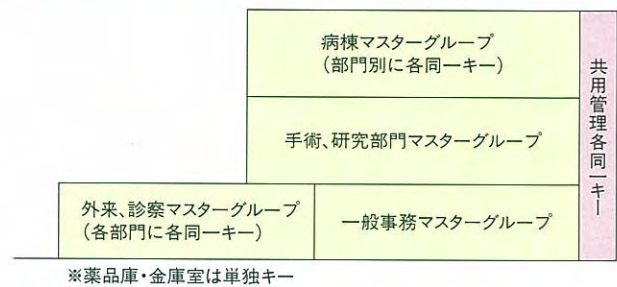 病棟マスターグループ
（部門別に各同一キー）
手術、研究部門マスターグループ
外来、診察マスターグループ
（各部門に各同一キー）
一般事務マスターグループ
共用管理各同一キー
※薬品庫・金庫室は単独キー